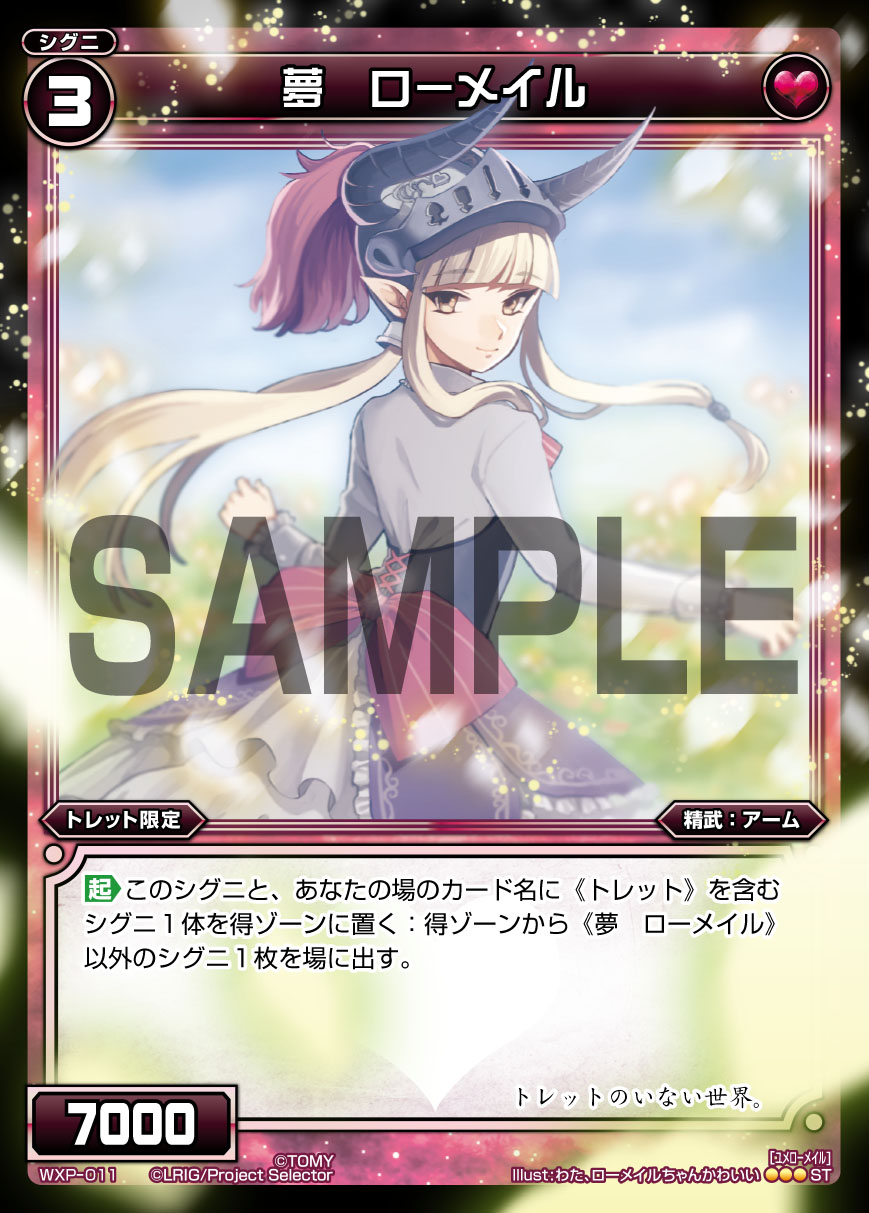 シグニ
3
夢　ローメイル
SAMPLE
トレット限定
精武：アーム
起 このシグニと、あなたの場のカード名に《トレット》を含む
シグニ１体を得ゾーンに置く：得ゾーンから《夢　ローメイル》
以外のシグニ１枚を場に出す。
トレットのいない世界。
7000
©TOMY
[ﾕﾒﾛｰﾒｲﾙ]
WXP-011 ©LRIG/Project Selector Illust:わた、ローメイルちゃんかわいい ST